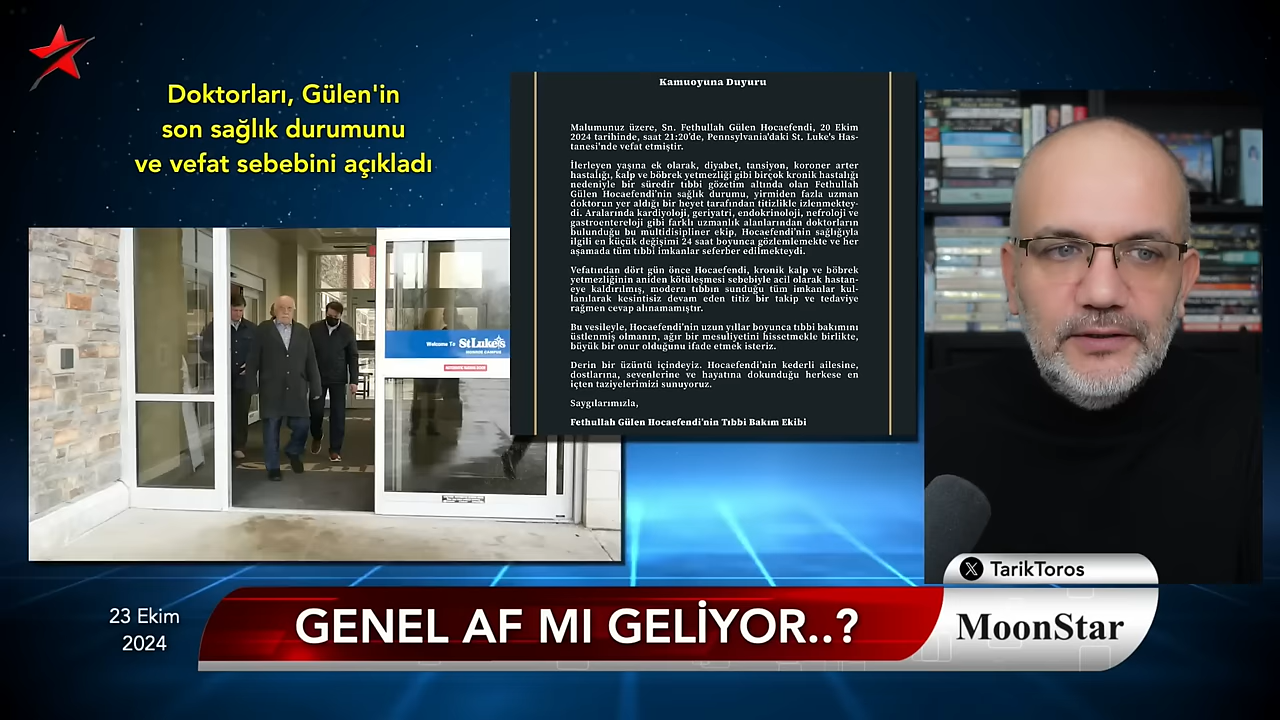 Doktorları, Gülen'in
son sağlık durumunu
ve vefat sebebini açıkladı
Kamuoyuna Duyuru
Malumunuz üzere, Sn. Fethullah Gülen Hocaefendi, 20 Ekim
2024 tarihinde, saat 21:20'de, Pennsylvania'daki St. Luke's Has-
tanesi'nde vefat etmiştir.
İlerleyen yaşına ek olarak, diyabet, tansiyon, koroner arter
hastalığı, kalp ve böbrek yetmezliği gibi birçok kronik hastalığı
nedeniyle bir süredir tıbbi gözetim altında olan Fethullah
Gülen Hocaefendi'nin sağlık durumu, yirmiden fazla uzman
doktorun yer aldığı bir heyet tarafından titizlikle izlenmektey-
di. Aralarında kardiyoloji, geriyatri, endokrinoloji, nefroloji ve
gastroentereloji gibi farklı uzmanlık alanlarından doktorların
bulunduğu bu multidisipliner ekip, Hocaefendi'nin sağlığıyla
ilgili en küçük değişimi 24 saat boyunca gözlemlemekte ve her
aşamada tüm tıbbi imkanlar seferber edilmekteydi.
Vefatından dört gün önce Hocaefendi, kronik kalp ve böbrek
yetmezliğinin aniden kötüleşmesi sebebiyle acil olarak hastan-
eye kaldırılmış, modern tıbbın sunduğu tüm imkanlar kul-
lanılarak kesintisiz devam eden titiz bir takip ve tedaviye
rağmen cevap alınamamıştır.
Bu vesileyle, Hocaefendi'nin uzun yıllar boyunca tıbbi bakımını
üstlenmiş olmanın, ağır bir mesuliyetini hissetmekle birlikte,
büyük bir onur olduğunu ifade etmek isteriz.
Derin bir üzüntü içindeyiz. Hocaefendi'nin kederli ailesine,
dostlarına, sevenlerine ve hayatına dokunduğu herkese en
içten taziyelerimizi sunuyoruz.
Saygılarımızla,
Fethullah Gülen Hocaefendi'nin Tıbbi Bakım Ekibi
Welcome To St Luke's
TarikToros
23 Ekim
2024
GENEL AF MI GELİYOR..?
MoonStar